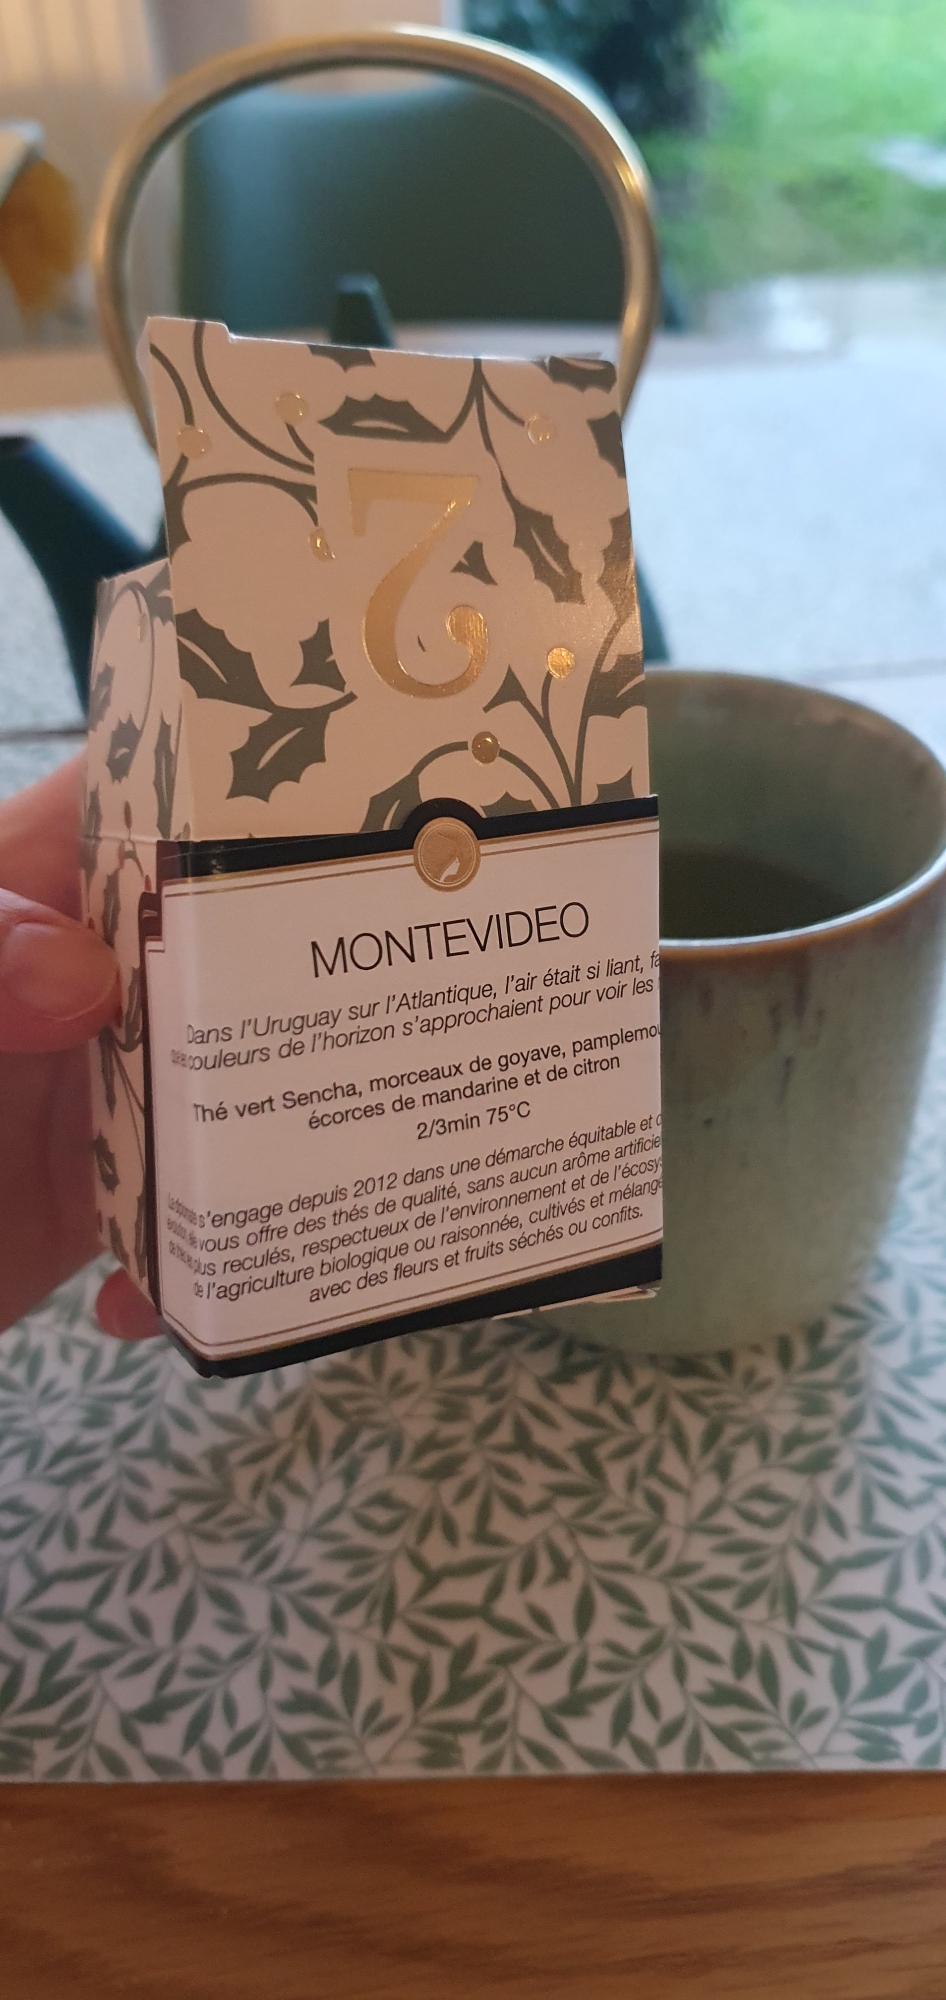 2
MONTEVIDEO
Dans l'Uruguay sur l'Atlantique, l'air était si liant,
couleurs de l'horizon s'approchaient pour voir les
Thé vert Sencha, morceaux de goyave,
écorces de mandarine et de citron
2/3min 75°C
s'engage depuis 2012 dans une démarche équitable et
vous offre des thés de qualité, sans aucun arôme
plus reculés, respectueux de l'environnement et de
de l'agriculture biologique ou raisonnée, cultivés et
avec des fleurs et fruits séchés ou confits.